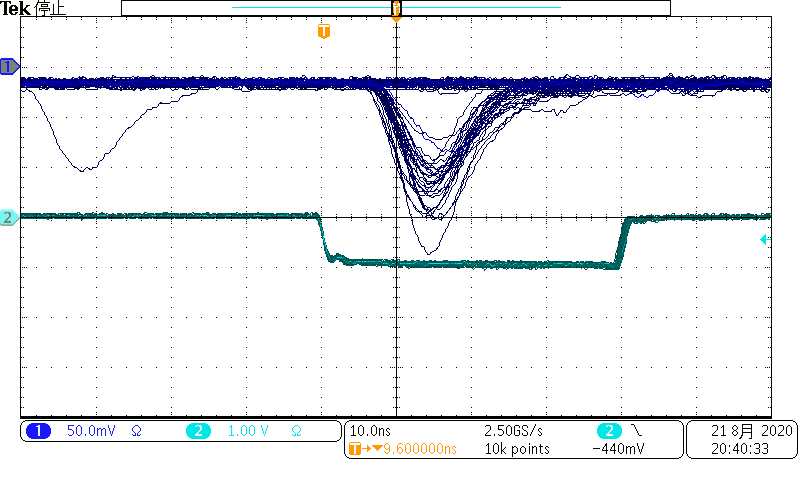 Tek 停止
T
T
1
2
1 50.0mV Ω 2 1.00 V Ω
10.0ns 2.50GS/s 2
T→▼9.600000ns 10k points −440mV
21 8月 2020
20:40:33